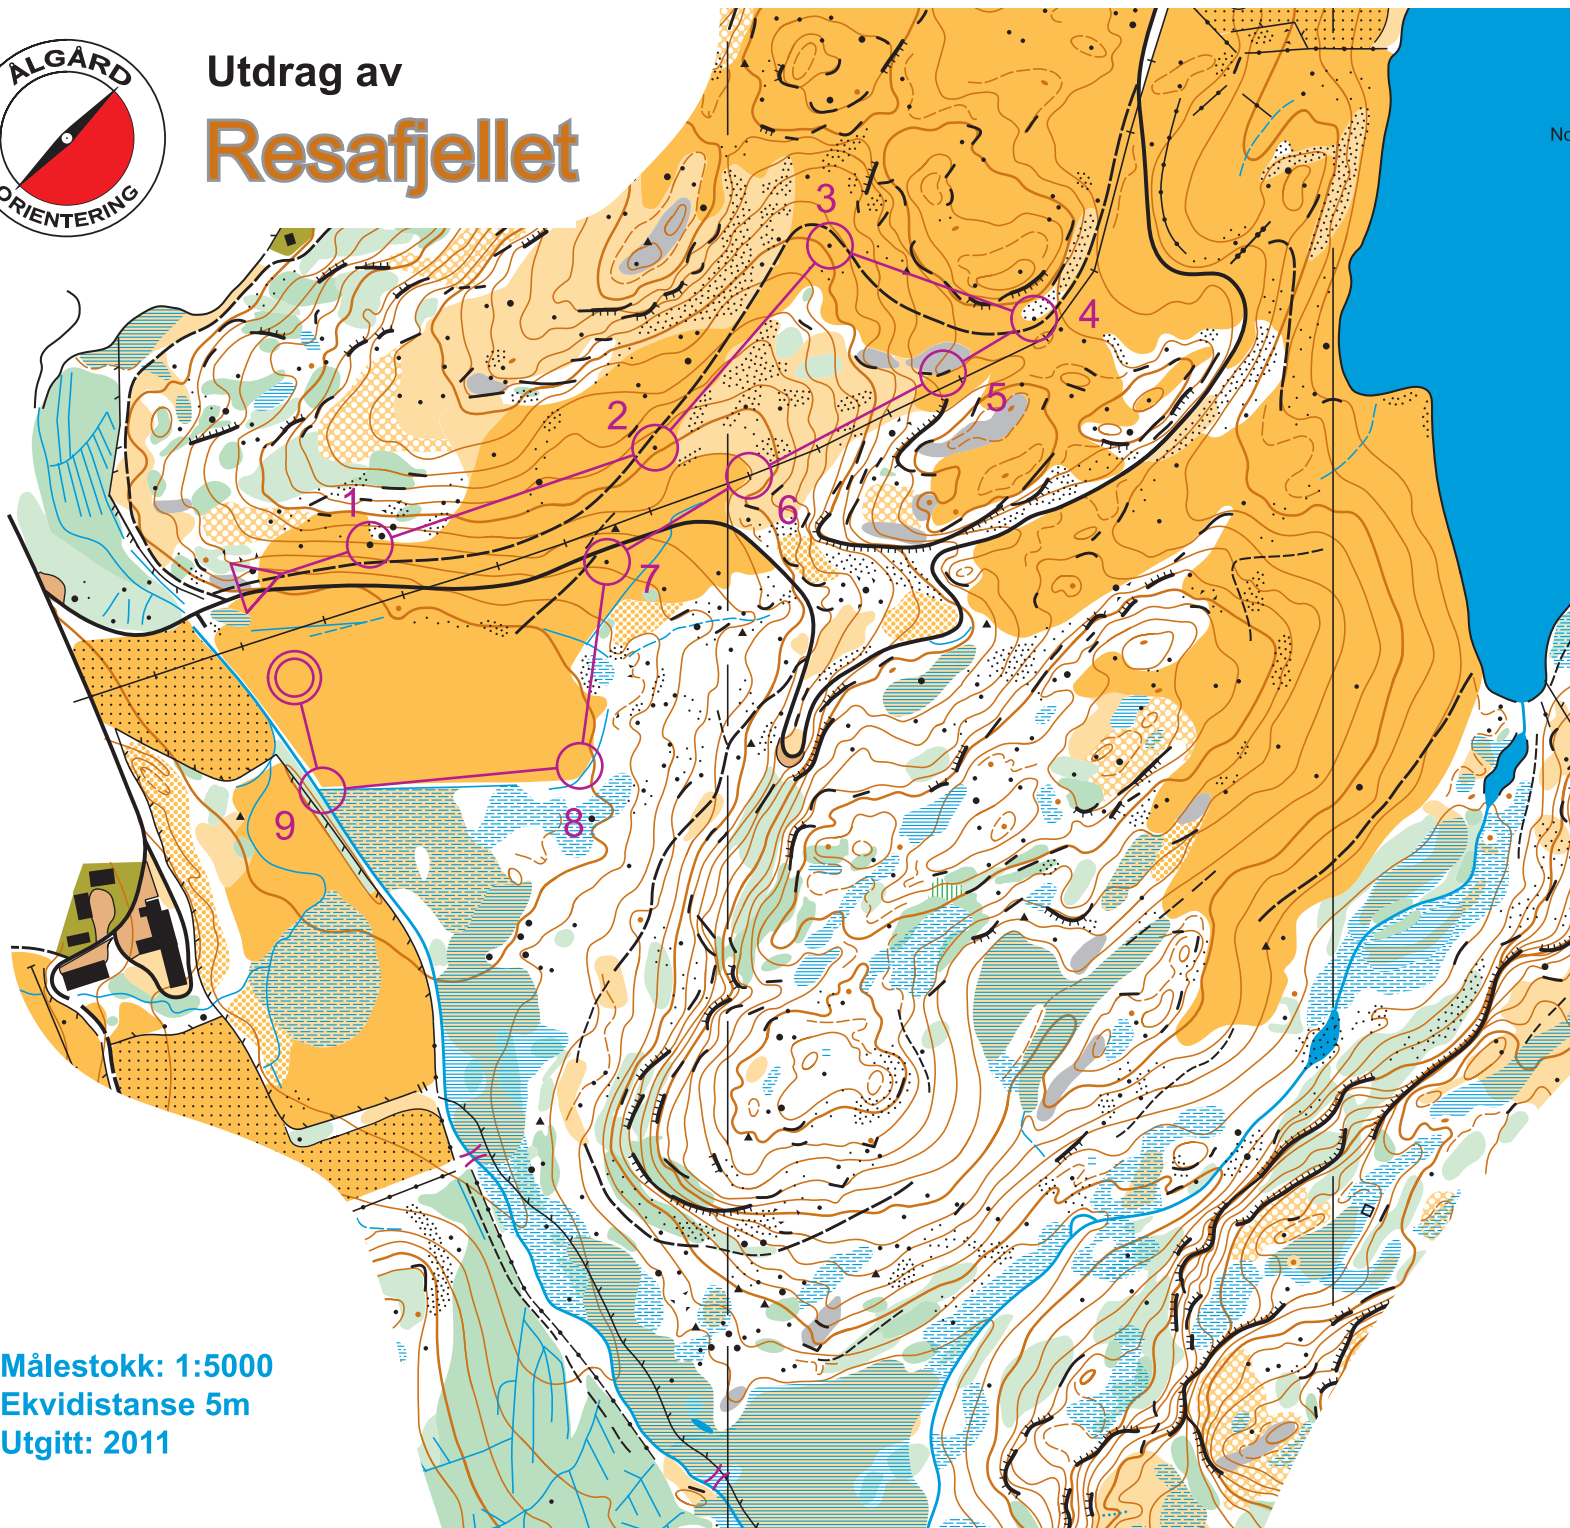 ÅLGÅRD
ORIENTERING
Utdrag av
Resafjellet
No
3
4
2
5
1
6
7
9
8
Målestokk: 1:5000
Ekvidistanse 5m
Utgitt: 2011